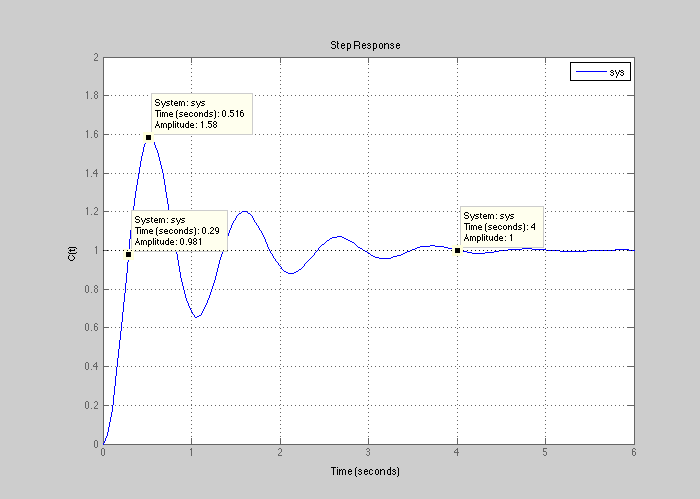 Step Response
sys
System: sys
Time (seconds): 0.516
Amplitude: 1.58
System: sys
Time (seconds): 0.29
Amplitude: 0.981
System: sys
Time (seconds): 4
Amplitude: 1
C(t)
2
1.8
1.6
1.4
1.2
1
0.8
0.6
0.4
0.2
0
0 1 2 3 4 5 6
Time (seconds)